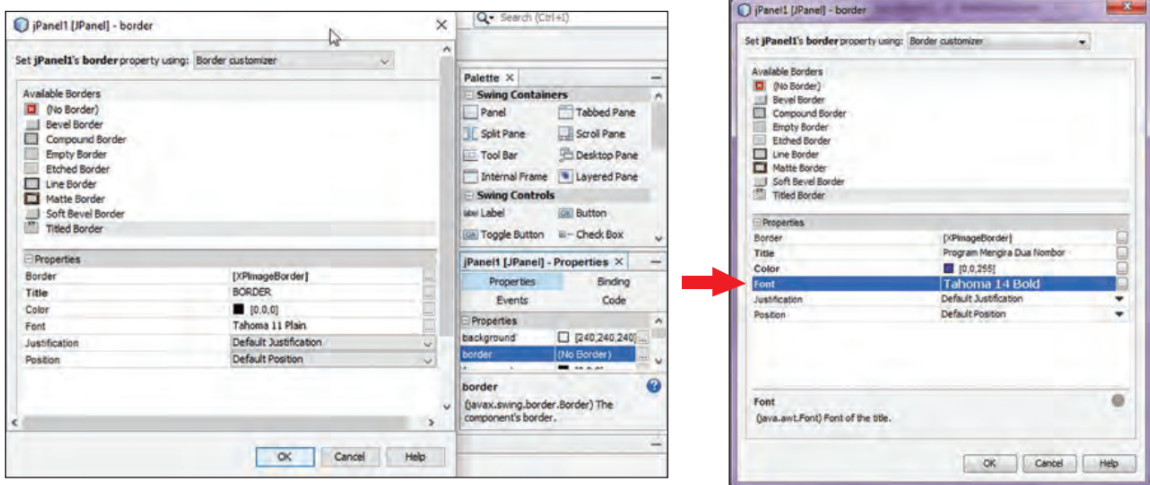 jPanel1 [JPanel] - border
Set jPanel1's border property using: Border customizer
Available Borders
(No Border)
Bevel Border
Compound Border
Empty Border
Etched Border
Line Border
Matte Border
Soft Bevel Border
Titled Border
Properties
Border [XPImageBorder]
Title BORDER
Color [0,0,0]
Font Tahoma 11 Plain
Justification Default Justification
Position Default Position
OK Cancel Help
Search (Ctrl+I)
Palette
Swing Containers
Panel Tabbed Pane
Split Pane Scroll Pane
Tool Bar Desktop Pane
Internal Frame Layered Pane
Swing Controls
label Label OK Button
OK Toggle Button Check Box
jPanel1 [JPanel] - Properties
Properties Binding
Events Code
Properties
background [240,240,240]
border (No Border)
border
(javax.swing.border.Border) The
component's border.
jPanel1 [JPanel] - border
Set jPanel1's border property using: Border customizer
Available Borders
(No Border)
Bevel Border
Compound Border
Empty Border
Etched Border
Line Border
Matte Border
Soft Bevel Border
Titled Border
Properties
Border [XPImageBorder]
Title Program Mengira Dua Nombor
Color [0,0,255]
Font Tahoma 14 Bold
Justification Default Justification
Position Default Position
Font
(java.awt.Font) Font of the title.
OK Cancel Help